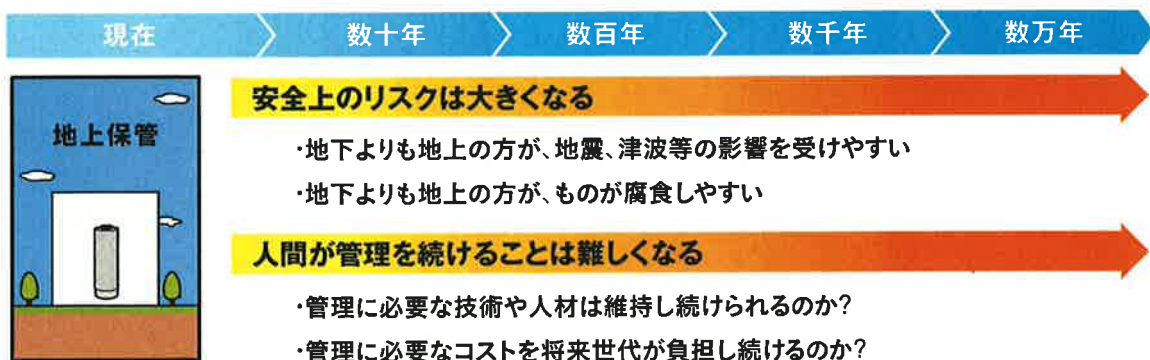 現在
数十年
数百年
数千年
数万年
地上保管
安全上のリスクは大きくなる
・地下よりも地上の方が、地震、津波等の影響を受けやすい
・地下よりも地上の方が、ものが腐食しやすい
人間が管理を続けることは難しくなる
・管理に必要な技術や人材は維持し続けられるのか?
・管理に必要なコストを将来世代が負担し続けるのか?